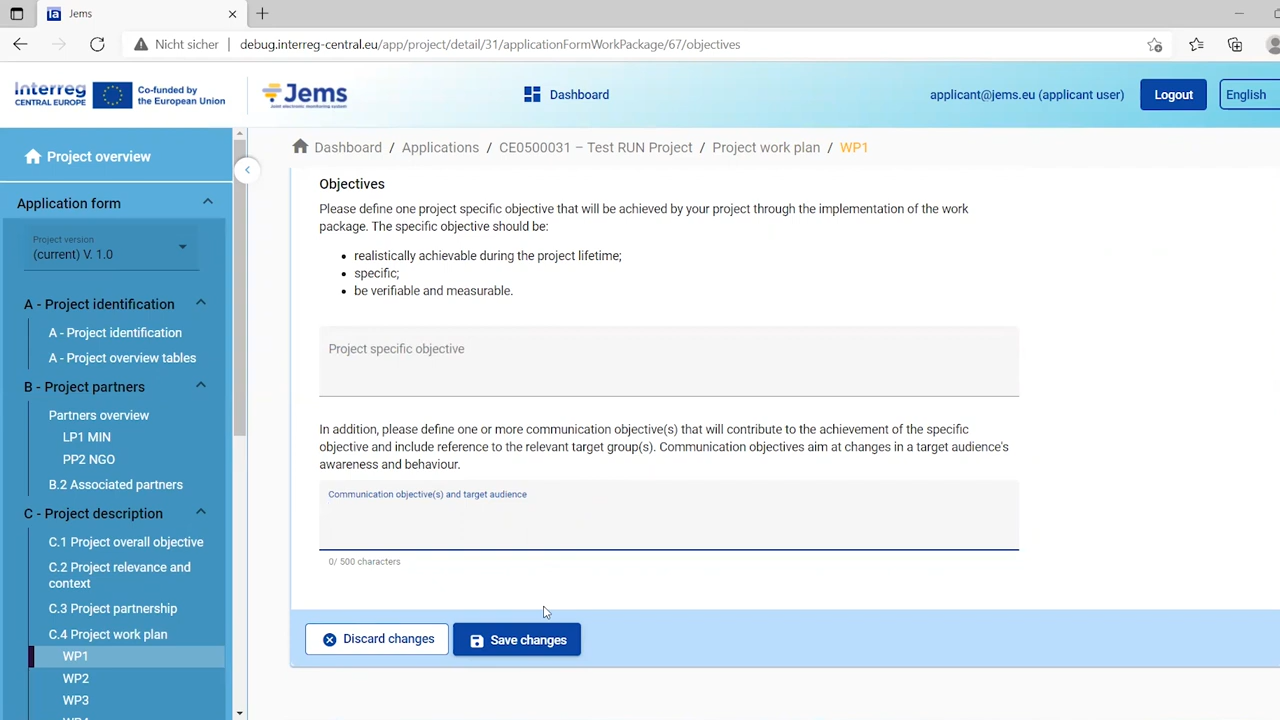 Jems
Nicht sicher
debug.interreg-central.eu/app/project/detail/31/applicationFormWorkPackage/67/objectives
Interreg
CENTRAL EUROPE
Co-funded by
the European Union
Jems
Joint electronic monitoring system
Dashboard
applicant@jems.eu (applicant user)
Logout
English
Project overview
Application form
Project version
(current) V. 1.0
A - Project identification
A - Project identification
A - Project overview tables
B - Project partners
Partners overview
LP1 MIN
PP2 NGO
B.2 Associated partners
C - Project description
C.1 Project overall objective
C.2 Project relevance and
context
C.3 Project partnership
C.4 Project work plan
WP1
WP2
WP3
Dashboard / Applications / CE0500031 – Test RUN Project / Project work plan / WP1
Objectives
Please define one project specific objective that will be achieved by your project through the implementation of the work
package. The specific objective should be:
• realistically achievable during the project lifetime;
• specific;
• be verifiable and measurable.
Project specific objective
In addition, please define one or more communication objective(s) that will contribute to the achievement of the specific
objective and include reference to the relevant target group(s). Communication objectives aim at changes in a target audience's
awareness and behaviour.
Communication objective(s) and target audience
0/ 500 characters
Discard changes
Save changes